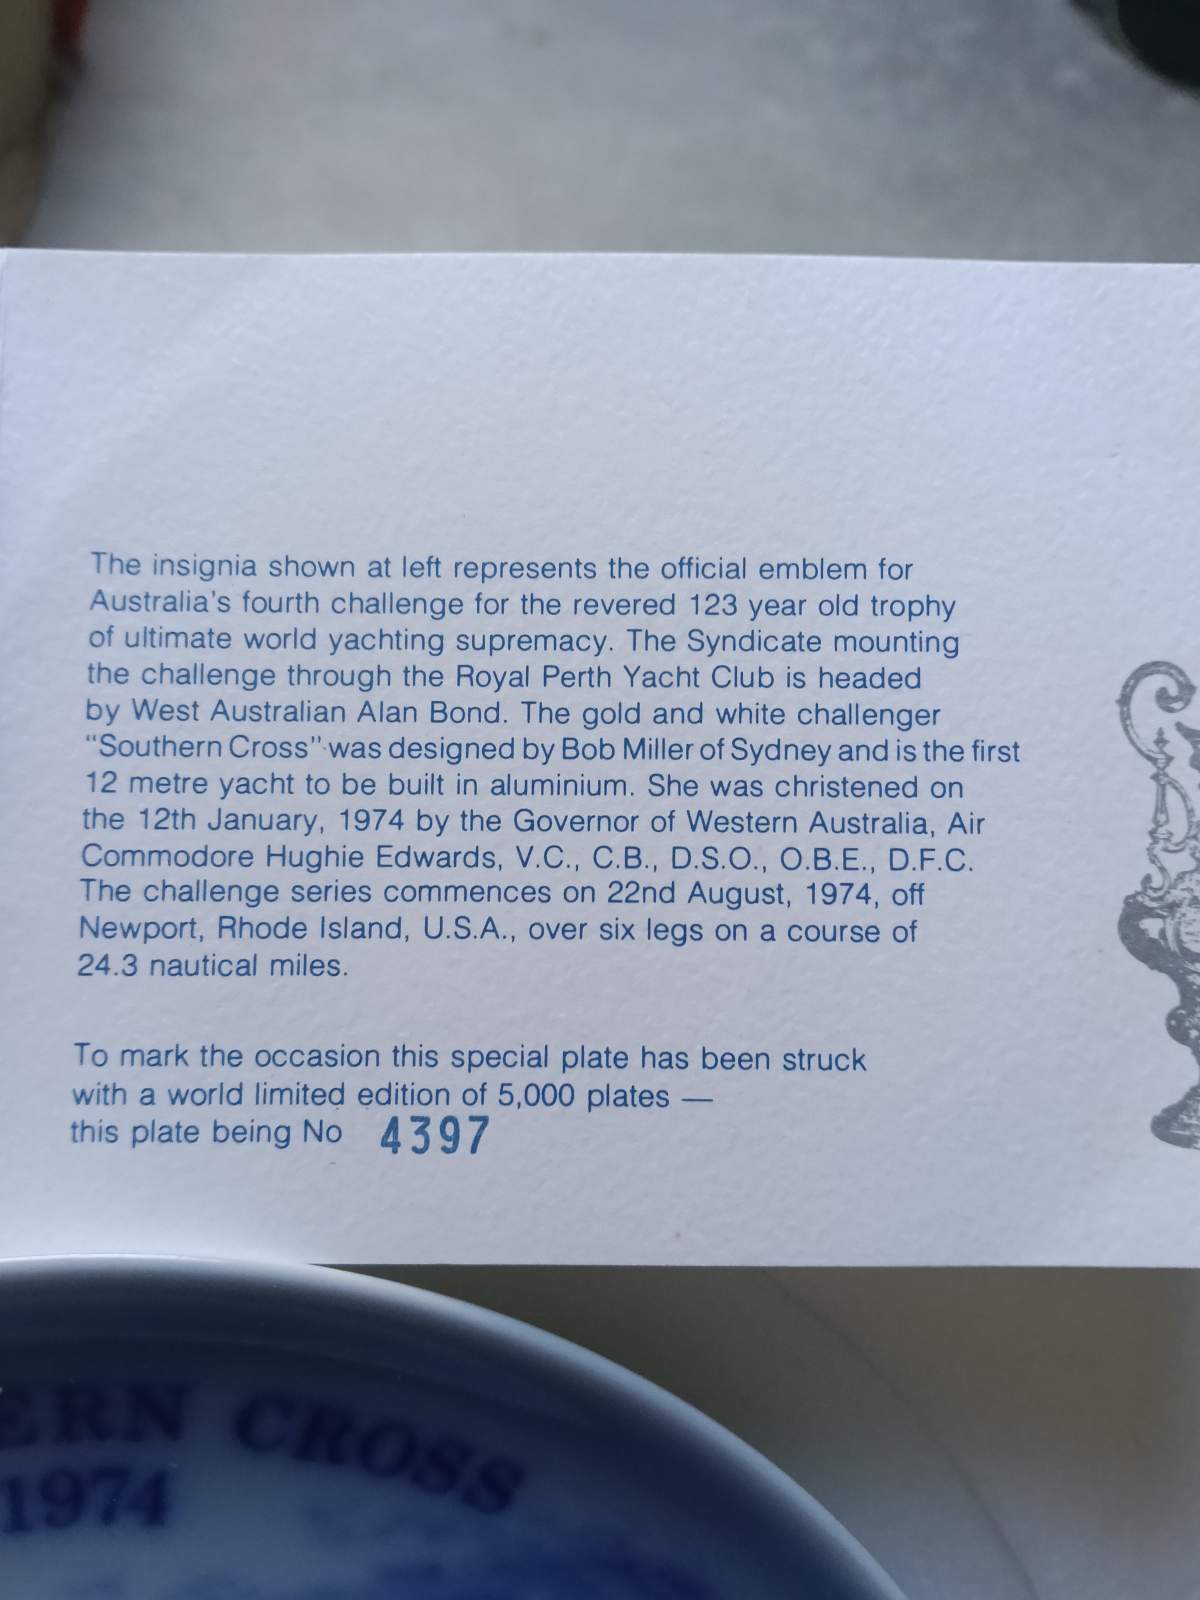 The insignia shown at left represents the official emblem for
Australia's fourth challenge for the revered 123 year old trophy
of ultimate world yachting supremacy. The Syndicate mounting
the challenge through the Royal Perth Yacht Club is headed
by West Australian Alan Bond. The gold and white challenger
"Southern Cross" was designed by Bob Miller of Sydney and is the first
12 metre yacht to be built in aluminium. She was christened on
the 12th January, 1974 by the Governor of Western Australia, Air
Commodore Hughie Edwards, V.C., C.B., D.S.O., O.B.E., D.F.C.
The challenge series commences on 22nd August, 1974, off
Newport, Rhode Island, U.S.A., over six legs on a course of
24.3 nautical miles.
To mark the occasion this special plate has been struck
with a world limited edition of 5,000 plates —
this plate being No 4397
ERN CROSS
1974